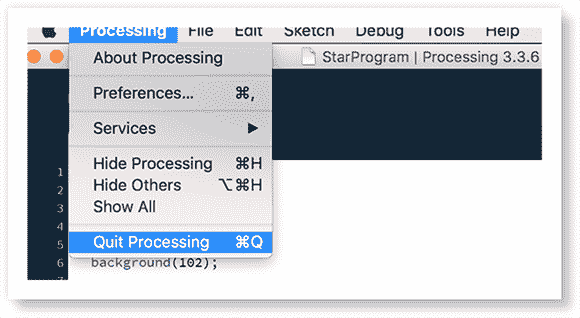 Processing File Edit Sketch Debug Tools Help
StarProgram | Processing 3.3.6
About Processing
Preferences... ⌘,
Services ▶
Hide Processing ⌘H
Hide Others ⌥⌘H
Show All
Quit Processing ⌘Q
1
2
3
4
5
6 background(102);